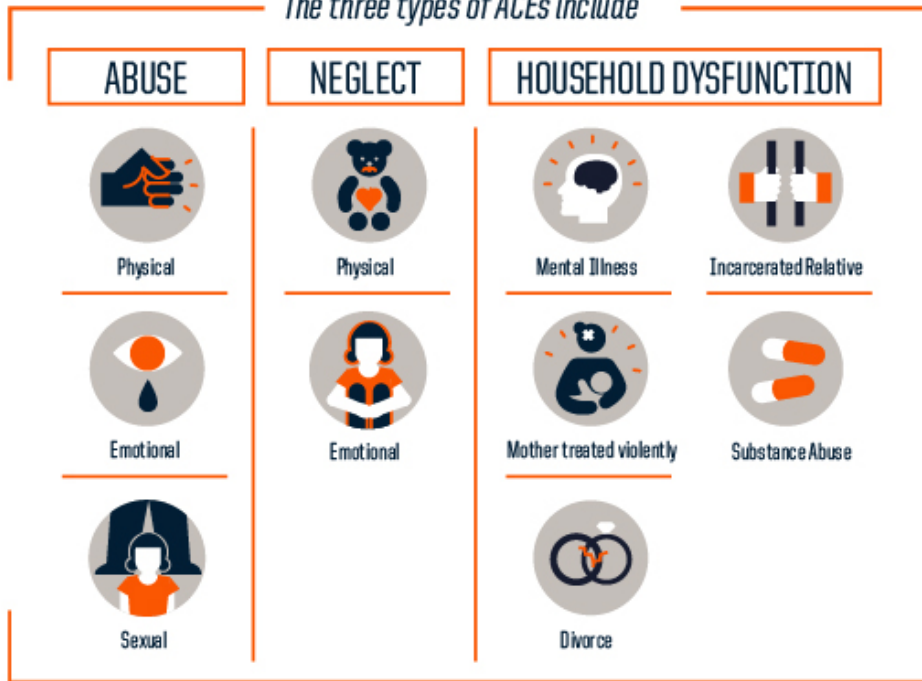 The three types of ACEs include
ABUSE
NEGLECT
HOUSEHOLD DYSFUNCTION
Physical
Physical
Mental Illness
Incarcerated Relative
Emotional
Emotional
Mother treated violently
Substance Abuse
Sexual
Divorce